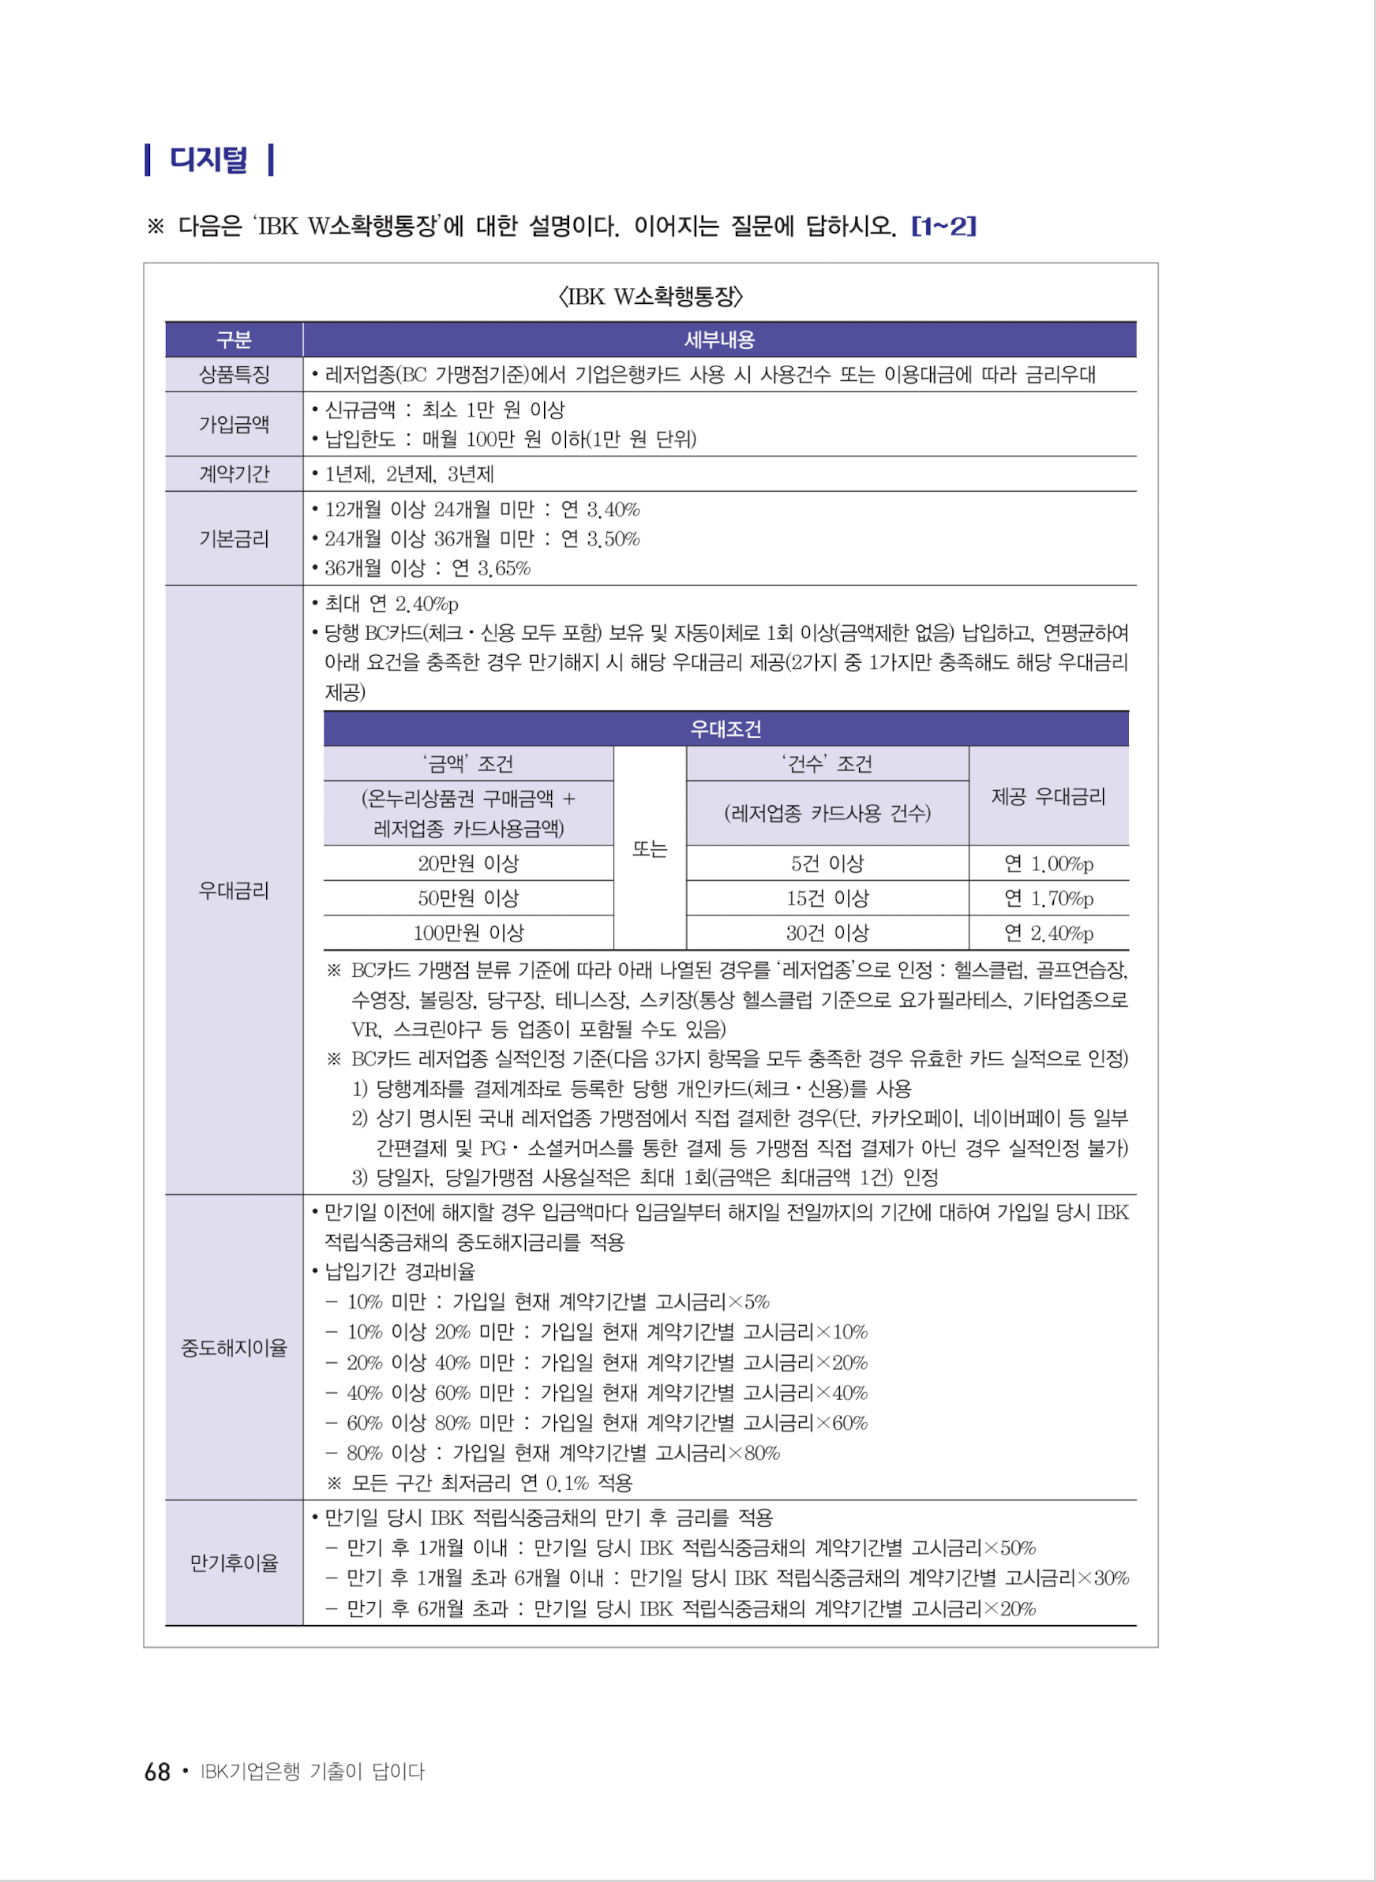 디지털
※ 다음은 ‘IBK W소확행통장’에 대한 설명이다. 이어지는 질문에 답하시오. [1~2]
〈IBK W소확행통장〉
구분 세부내용
상품특징 • 레저업종(BC 가맹점기준)에서 기업은행카드 사용 시 사용건수 또는 이용대금에 따라 금리우대
가입금액
• 신규금액 : 최소 1만 원 이상
• 납입한도 : 매월 100만 원 이하(1만 원 단위)
계약기간 • 1년제, 2년제, 3년제
기본금리
• 12개월 이상 24개월 미만 : 연 3.40%
• 24개월 이상 36개월 미만 : 연 3.50%
• 36개월 이상 : 연 3.65%
우대금리
• 최대 연 2.40%p
• 당행 BC카드(체크・신용 모두 포함) 보유 및 자동이체로 1회 이상(금액제한 없음) 납입하고, 연평균하여
아래 요건을 충족한 경우 만기해지 시 해당 우대금리 제공(2가지 중 1가지만 충족해도 해당 우대금리
제공)
우대조건
‘금액’ 조건 또는 ‘건수’ 조건 제공 우대금리
(온누리상품권 구매금액 +
레저업종 카드사용금액)
(레저업종 카드사용 건수)
20만원 이상 5건 이상 연 1.00%p
50만원 이상 15건 이상 연 1.70%p
100만원 이상 30건 이상 연 2.40%p
※ BC카드 가맹점 분류 기준에 따라 아래 나열된 경우를 ‘레저업종’으로 인정 : 헬스클럽, 골프연습장,
수영장, 볼링장, 당구장, 테니스장, 스키장(통상 헬스클럽 기준으로 요가필라테스, 기타업종으로
VR, 스크린야구 등 업종이 포함될 수도 있음)
※ BC카드 레저업종 실적인정 기준(다음 3가지 항목을 모두 충족한 경우 유효한 카드 실적으로 인정)
1) 당행계좌를 결제계좌로 등록한 당행 개인카드(체크・신용)를 사용
2) 상기 명시된 국내 레저업종 가맹점에서 직접 결제한 경우(단, 카카오페이, 네이버페이 등 일부
간편결제 및 PG・ 소셜커머스를 통한 결제 등 가맹점 직접 결제가 아닌 경우 실적인정 불가)
3) 당일자, 당일가맹점 사용실적은 최대 1회(금액은 최대금액 1건) 인정
중도해지이율
• 만기일 이전에 해지할 경우 입금액마다 입금일부터 해지일 전일까지의 기간에 대하여 가입일 당시 IBK
적립식중금채의 중도해지금리를 적용
• 납입기간 경과비율
– 10% 미만 : 가입일 현재 계약기간별 고시금리×5%
– 10% 이상 20% 미만 : 가입일 현재 계약기간별 고시금리×10%
– 20% 이상 40% 미만 : 가입일 현재 계약기간별 고시금리×20%
– 40% 이상 60% 미만 : 가입일 현재 계약기간별 고시금리×40%
– 60% 이상 80% 미만 : 가입일 현재 계약기간별 고시금리×60%
– 80% 이상 : 가입일 현재 계약기간별 고시금리×80%
※ 모든 구간 최저금리 연 0.1% 적용
만기후이율
• 만기일 당시 IBK 적립식중금채의 만기 후 금리를 적용
– 만기 후 1개월 이내 : 만기일 당시 IBK 적립식중금채의 계약기간별 고시금리×50%
– 만기 후 1개월 초과 6개월 이내 : 만기일 당시 IBK 적립식중금채의 계약기간별 고시금리×30%
– 만기 후 6개월 초과 : 만기일 당시 IBK 적립식중금채의 계약기간별 고시금리×20%
68 • IBK기업은행 기출이 답이다